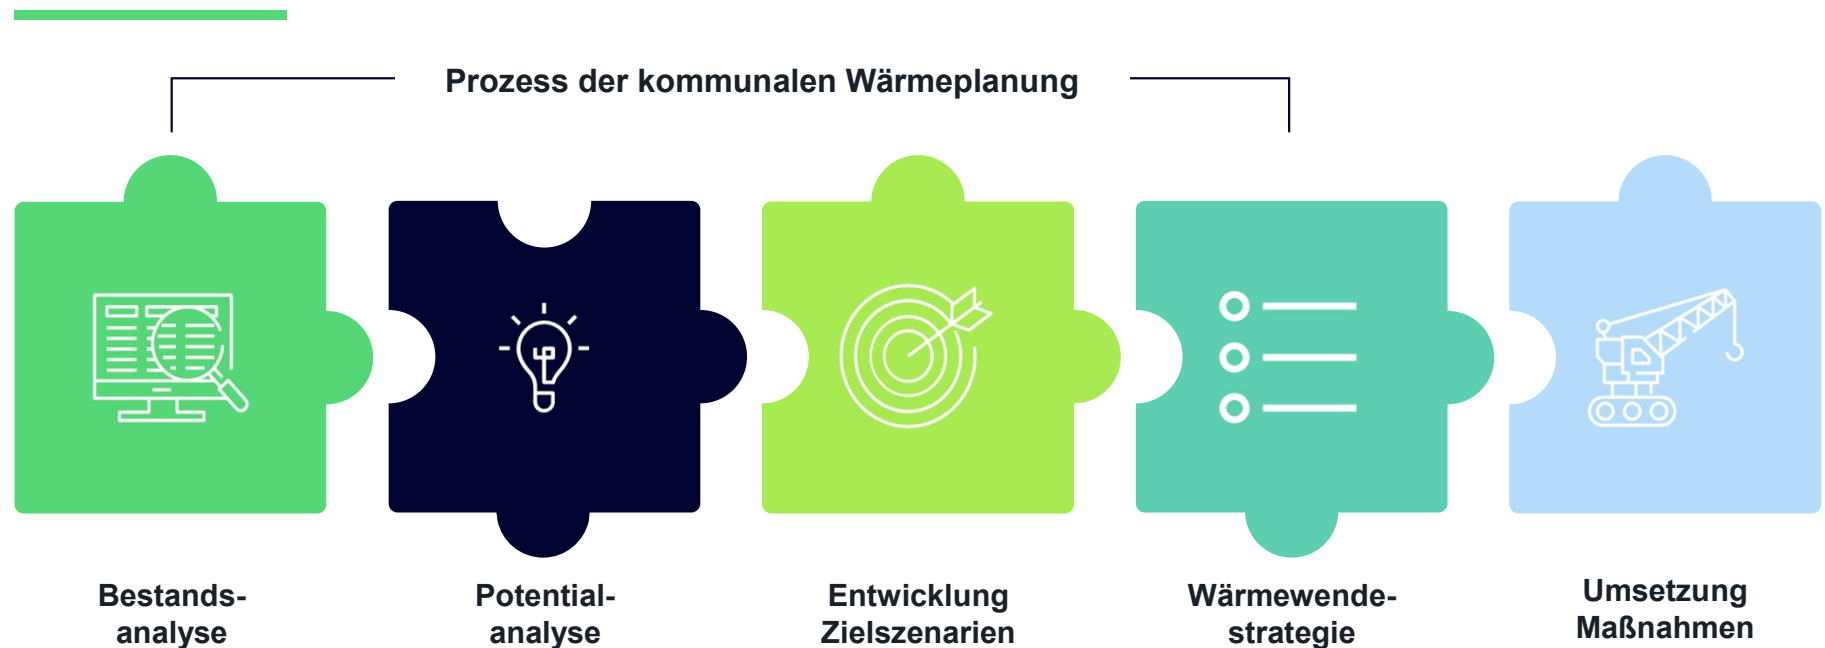 Prozess der kommunalen Wärmeplanung
Bestands-
analyse
Potential-
analyse
Entwicklung
Zielszenarien
Wärmewende-
strategie
Umsetzung
Maßnahmen